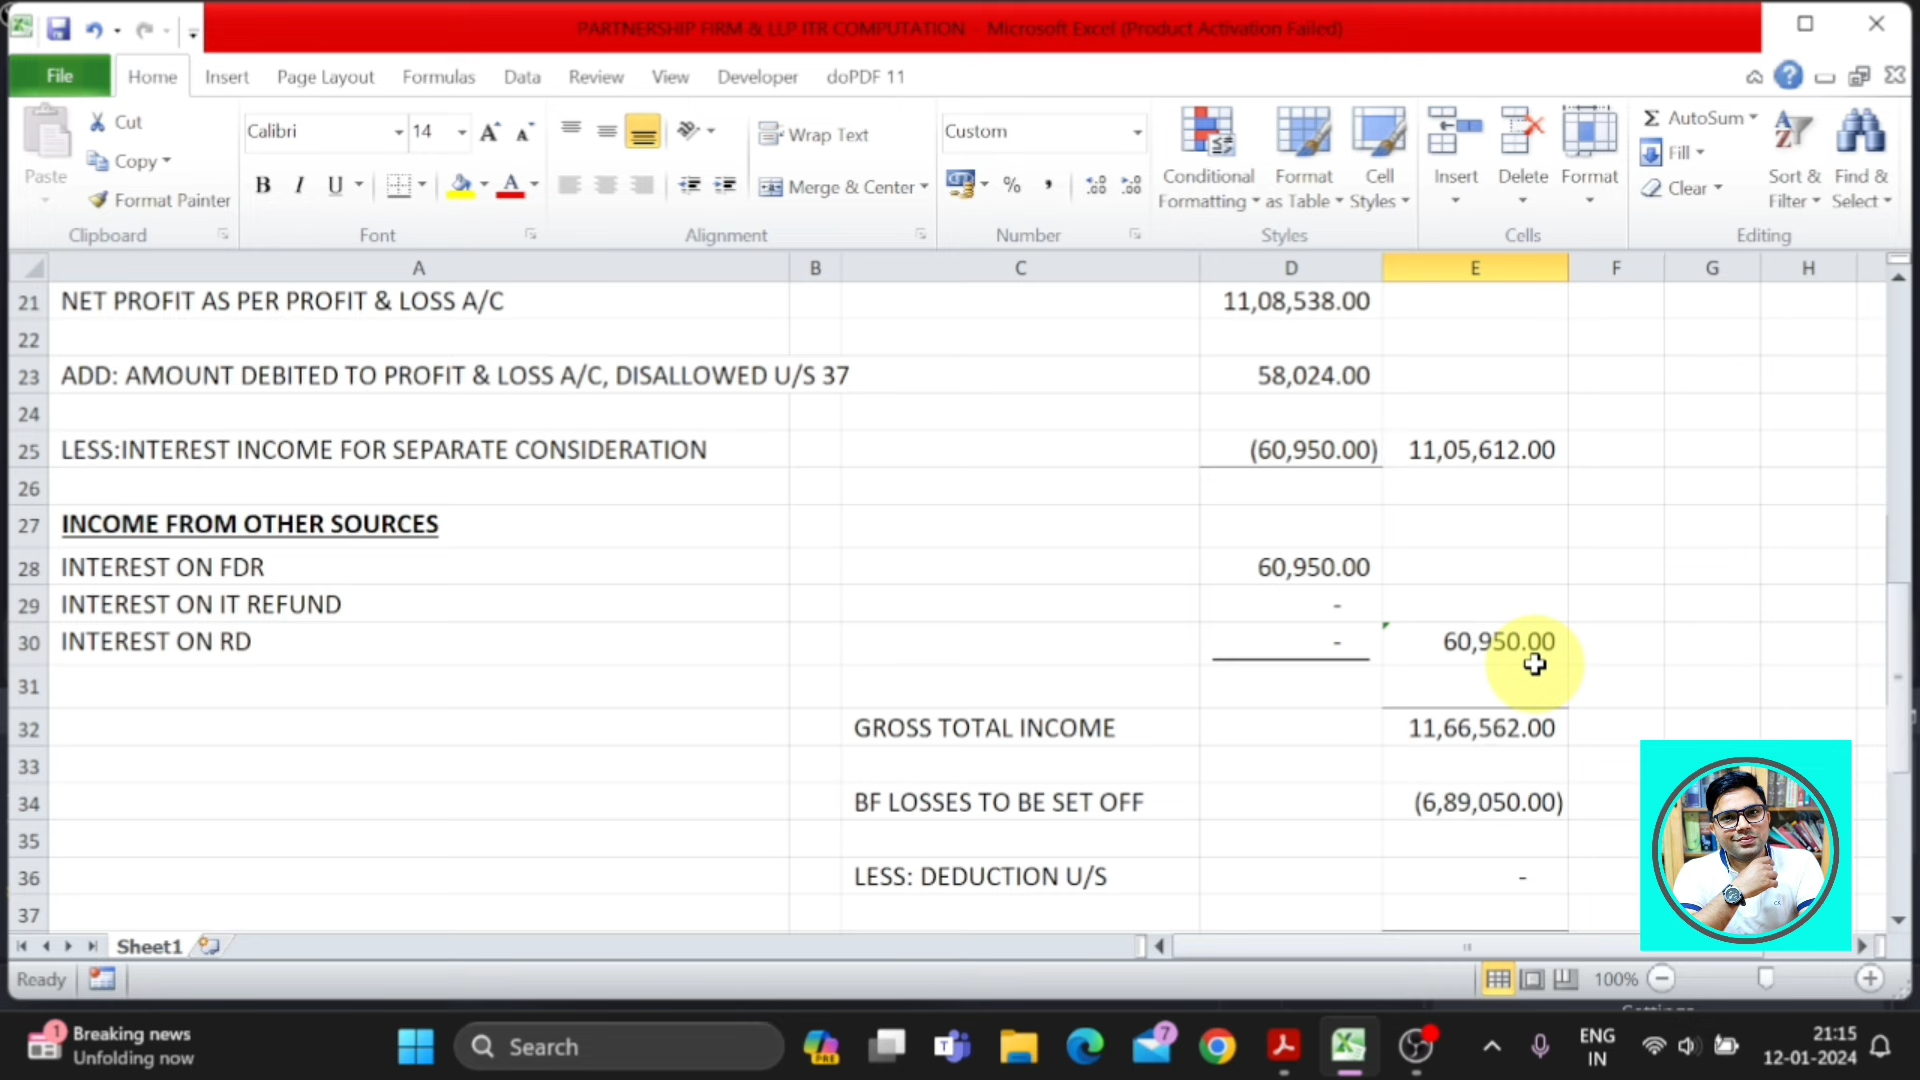 PARTNERSHIP FIRM & LLP ITR COMPUTATION - Microsoft Excel (Product Activation Failed)
File Home Insert Page Layout Formulas Data Review View Developer doPDF 11
Paste
Cut
Copy
Format Painter
Clipboard
Calibri 14
B I U A
Font
Wrap Text
Merge & Center
Alignment
Custom
%
Number
Conditional Formatting
Format as Table
Cell Styles
Styles
Insert Delete Format
Cells
Σ AutoSum
Fill
Clear
Sort & Filter
Find & Select
Editing
A B C D E F G H
21 NET PROFIT AS PER PROFIT & LOSS A/C 11,08,538.00
22
23 ADD: AMOUNT DEBITED TO PROFIT & LOSS A/C, DISALLOWED U/S 37 58,024.00
24
25 LESS:INTEREST INCOME FOR SEPARATE CONSIDERATION (60,950.00) 11,05,612.00
26
27 INCOME FROM OTHER SOURCES
28 INTEREST ON FDR 60,950.00
29 INTEREST ON IT REFUND -
30 INTEREST ON RD - 60,950.00
31
32 GROSS TOTAL INCOME 11,66,562.00
33
34 BF LOSSES TO BE SET OFF (6,89,050.00)
35
36 LESS: DEDUCTION U/S -
37
Sheet1
Ready 100%
1 Breaking news
Unfolding now
Search
PRE
7
ENG
IN
21:15
12-01-2024